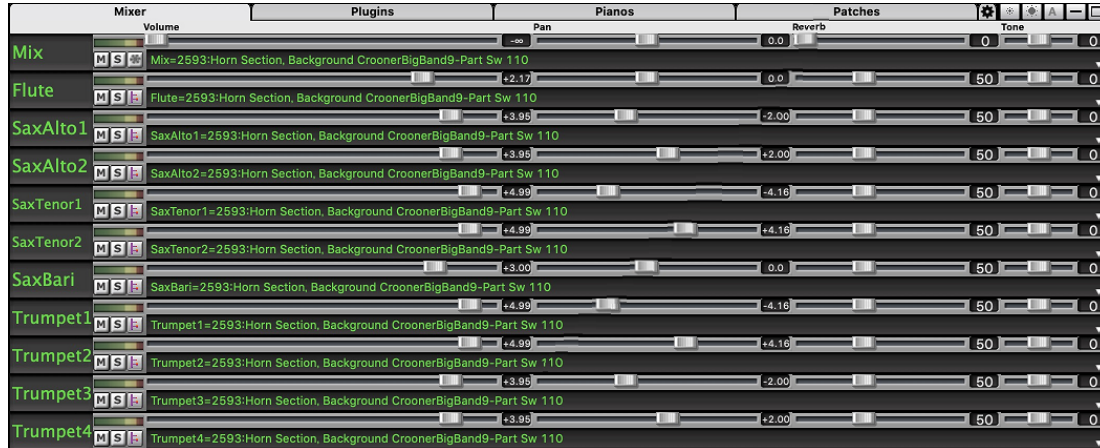 Mixer Plugins Pianos Patches A
Volume Pan Reverb Tone
Mix -∞ 0.0 0 0
M S Mix=2593:Horn Section, Background CroonerBigBand9-Part Sw 110
Flute +2.17 0.0 50 0
M S Flute=2593:Horn Section, Background CroonerBigBand9-Part Sw 110
SaxAlto1 +3.95 -2.00 50 0
M S SaxAlto1=2593:Horn Section, Background CroonerBigBand9-Part Sw 110
SaxAlto2 +3.95 +2.00 50 0
M S SaxAlto2=2593:Horn Section, Background CroonerBigBand9-Part Sw 110
SaxTenor1 +4.99 -4.16 50 0
M S SaxTenor1=2593:Horn Section, Background CroonerBigBand9-Part Sw 110
SaxTenor2 +4.99 +4.16 50 0
M S SaxTenor2=2593:Horn Section, Background CroonerBigBand9-Part Sw 110
SaxBari +3.00 0.0 50 0
M S SaxBari=2593:Horn Section, Background CroonerBigBand9-Part Sw 110
Trumpet1 +4.99 -4.16 50 0
M S Trumpet1=2593:Horn Section, Background CroonerBigBand9-Part Sw 110
Trumpet2 +4.99 +4.16 50 0
M S Trumpet2=2593:Horn Section, Background CroonerBigBand9-Part Sw 110
Trumpet3 +3.95 -2.00 50 0
M S Trumpet3=2593:Horn Section, Background CroonerBigBand9-Part Sw 110
Trumpet4 +3.95 +2.00 50 0
M S Trumpet4=2593:Horn Section, Background CroonerBigBand9-Part Sw 110